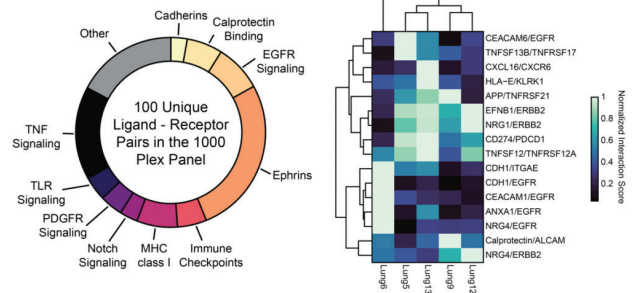 Cadherins
Calprotectin
Binding
EGFR
Signaling
Other
100 Unique
Ligand - Receptor
Pairs in the 1000
Plex Panel
TNF
Signaling
Ephrins
TLR
Signaling
PDGFR
Signaling
Notch
Signaling
MHC
class I
Immune
Checkpoints
CEACAM6/EGFR
TNFSF13B/TNFRSF17
CXCL16/CXCR6
HLA-E/KLRK1
APP/TNFRSF21
EFNB1/ERBB2
NRG1/ERBB2
CD274/PDCD1
TNFSF12/TNFRSF12A
CDH1/ITGAE
CDH1/EGFR
CEACAM1/EGFR
ANXA1/EGFR
NRG4/EGFR
Calprotectin/ALCAM
NRG4/ERBB2
Lung6
Lung5
Lung13
Lung9
Lung12
1
0.8
0.6
0.4
0.2
0
Normalized Interaction Score